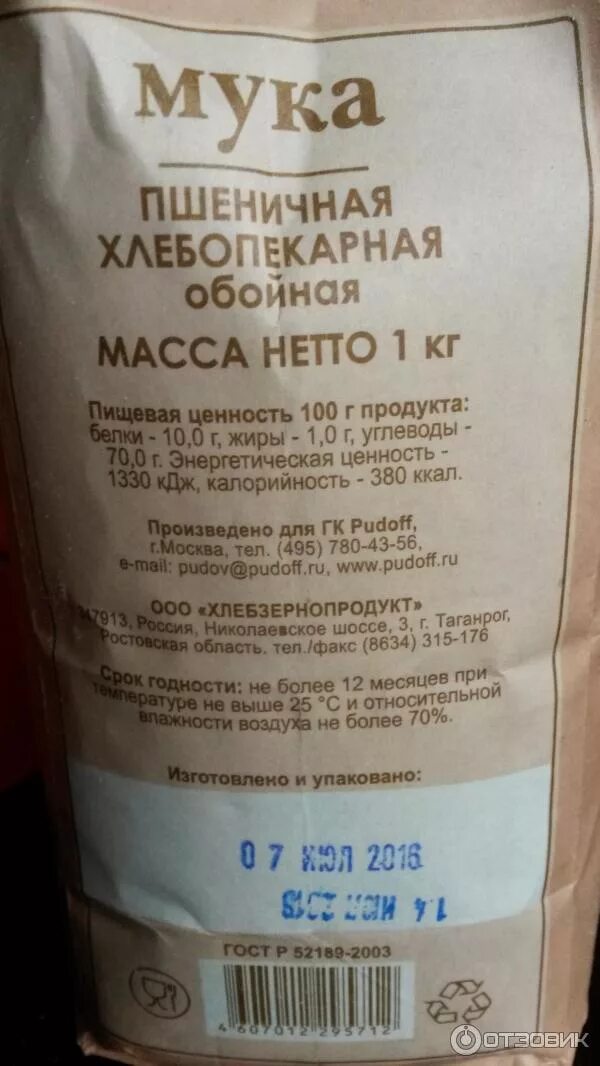 мука
ПШЕНИЧНАЯ
ХЛЕБОПЕКАРНАЯ
обойная
МАССА НЕТТО 1 кг
Пищевая ценность 100 г продукта:
белки - 10,0 г, жиры - 1,0 г, углеводы -
70,0 г. Энергетическая ценность -
1330 кДж, калорийность - 380 ккал.
Произведено для ГК Pudoff,
г.Москва, тел. (495) 780-43-56,
e-mail: pudov@pudoff.ru, www.pudoff.ru
ООО «ХЛЕБЗЕРНОПРОДУКТ»
347913, Россия, Николаевское шоссе, 3, г. Таганрог,
Ростовская область. тел./факс (8634) 315-176
Срок годности: не более 12 месяцев при
температуре не выше 25 °С и относительной
влажности воздуха не более 70%.
Изготовлено и упаковано:
07 ИЮЛ 2016
ГОСТ Р 52189-2003
4607012295712
ОТЗОВИК